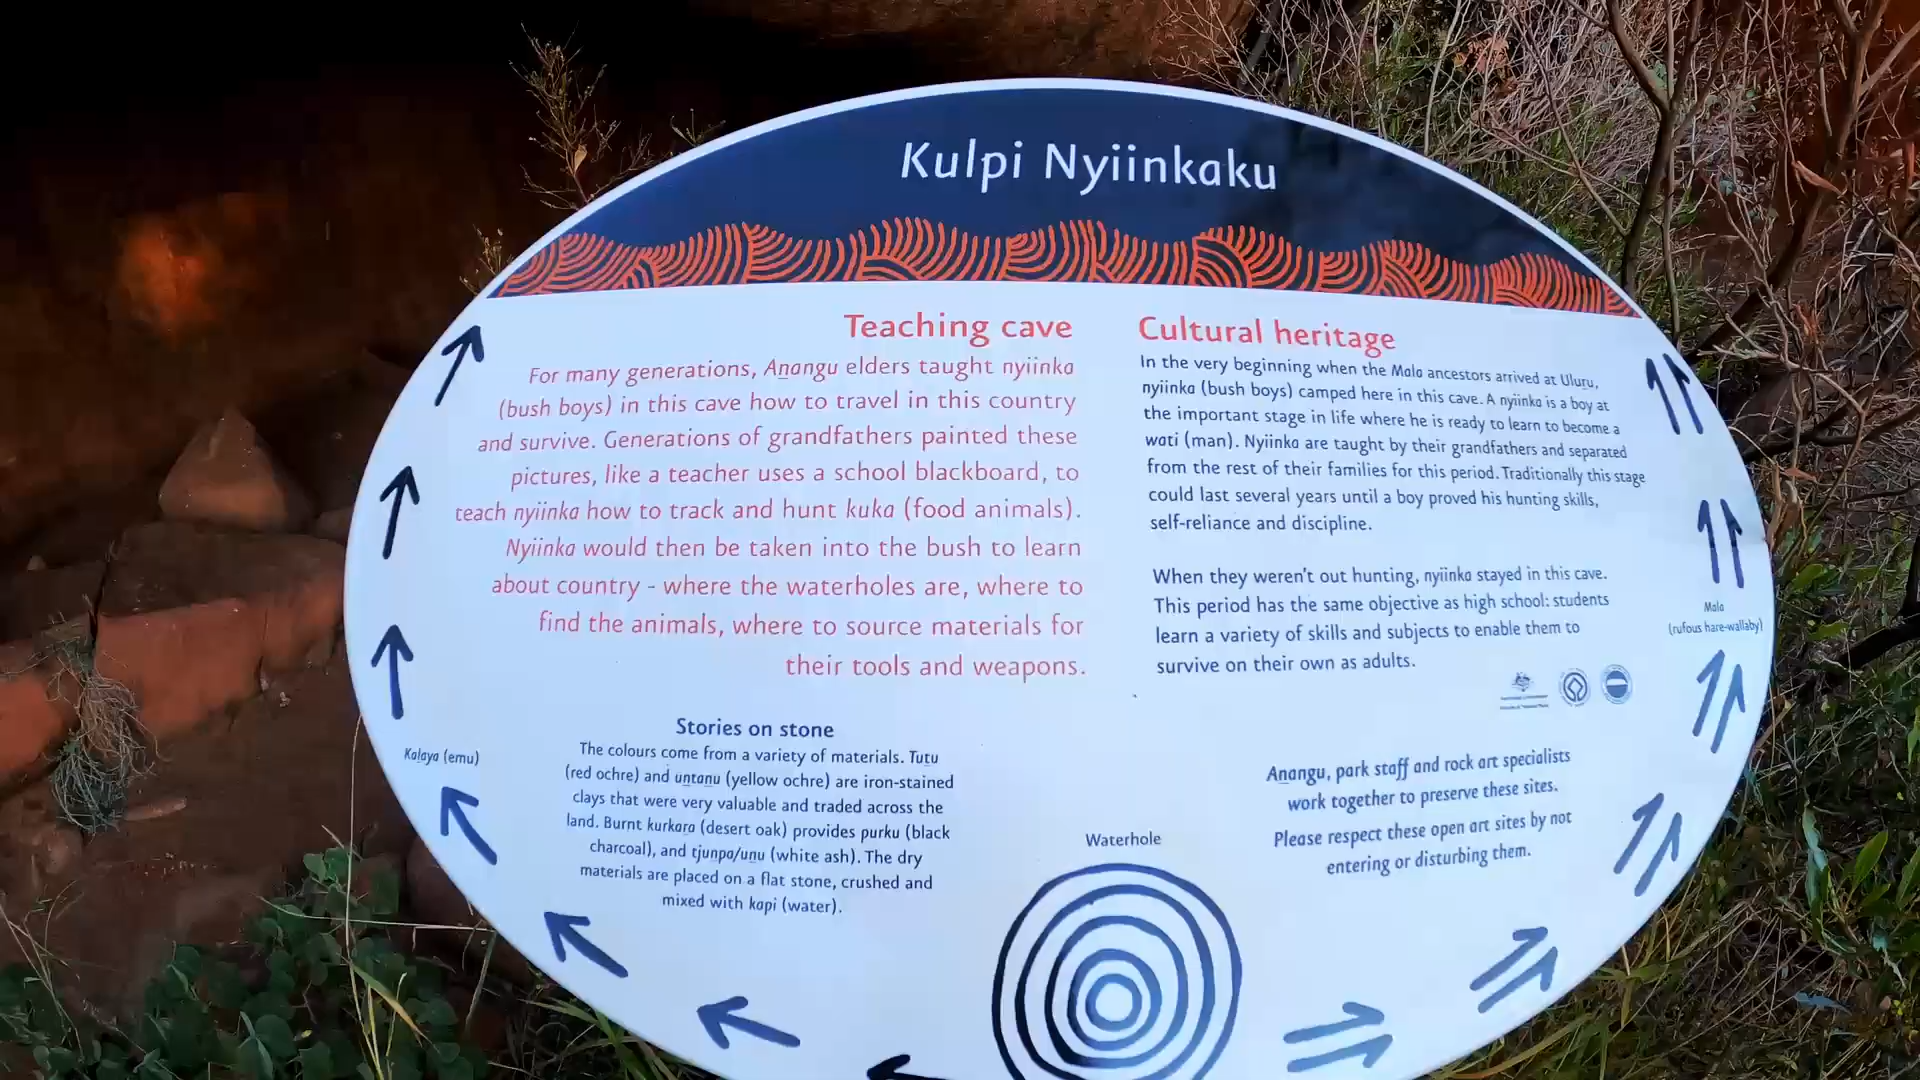 Kulpi Nyiinkaku
Teaching cave
For many generations, Aṉangu elders taught nyiinka
(bush boys) in this cave how to travel in this country
and survive. Generations of grandfathers painted these
pictures, like a teacher uses a school blackboard, to
teach nyiinka how to track and hunt kuka (food animals).
Nyiinka would then be taken into the bush to learn
about country - where the waterholes are, where to
find the animals, where to source materials for
their tools and weapons.
Cultural heritage
In the very beginning when the Mala ancestors arrived at Uluṟu,
nyiinka (bush boys) camped here in this cave. A nyiinka is a boy at
the important stage in life where he is ready to learn to become a
wati (man). Nyiinka are taught by their grandfathers and separated
from the rest of their families for this period. Traditionally this stage
could last several years until a boy proved his hunting skills,
self-reliance and discipline.
When they weren't out hunting, nyiinka stayed in this cave.
This period has the same objective as high school: students
learn a variety of skills and subjects to enable them to
survive on their own as adults.
Mala
(rufous hare-wallaby)
Stories on stone
The colours come from a variety of materials. Tuṯu
(red ochre) and uṉṯaṉu (yellow ochre) are iron-stained
clays that were very valuable and traded across the
land. Burnt kurkara (desert oak) provides purku (black
charcoal), and tjunpa/uṉu (white ash). The dry
materials are placed on a flat stone, crushed and
mixed with kapi (water).
Kalaya (emu)
Waterhole
Aṉangu, park staff and rock art specialists
work together to preserve these sites.
Please respect these open art sites by not
entering or disturbing them.